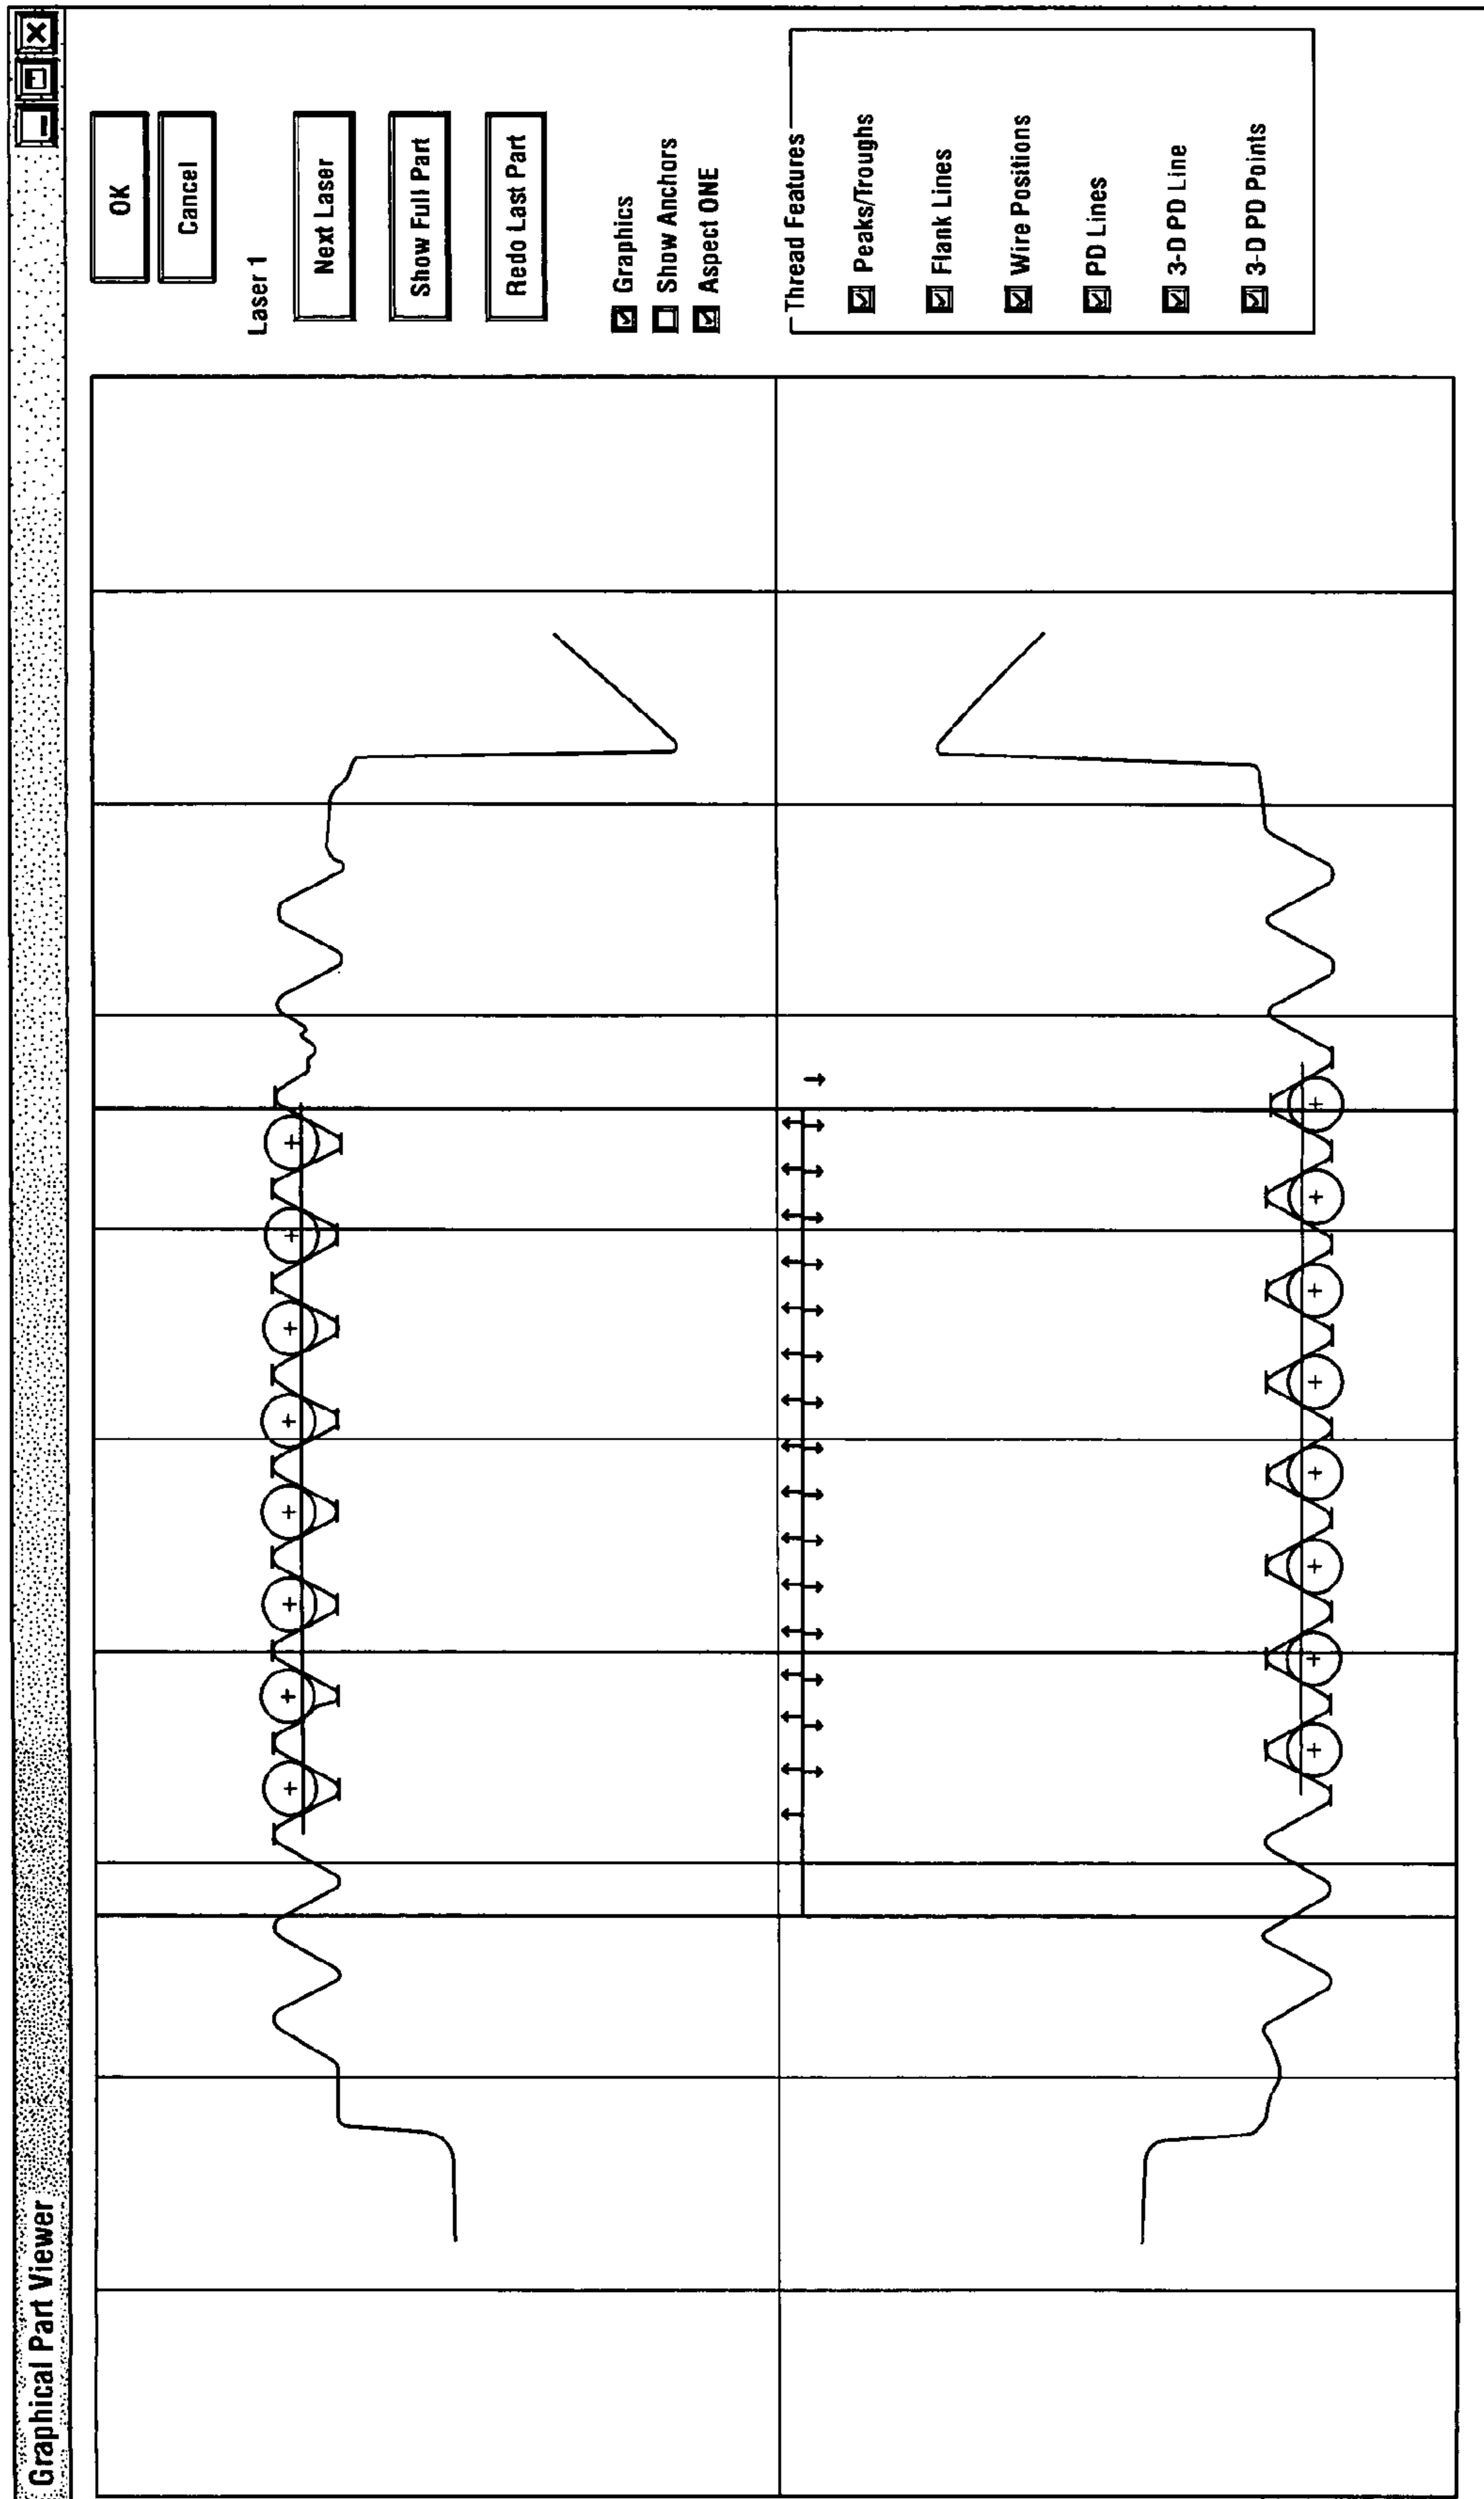 Graphical Part Viewer
OK
Cancel
Laser 1
Next Laser
Show Full Part
Redo Last Part
Graphics
Show Anchors
Aspect ONE
Thread Features
Peaks/Troughs
Flank Lines
Wire Positions
PD Lines
3-D PD Line
3-D PD Points